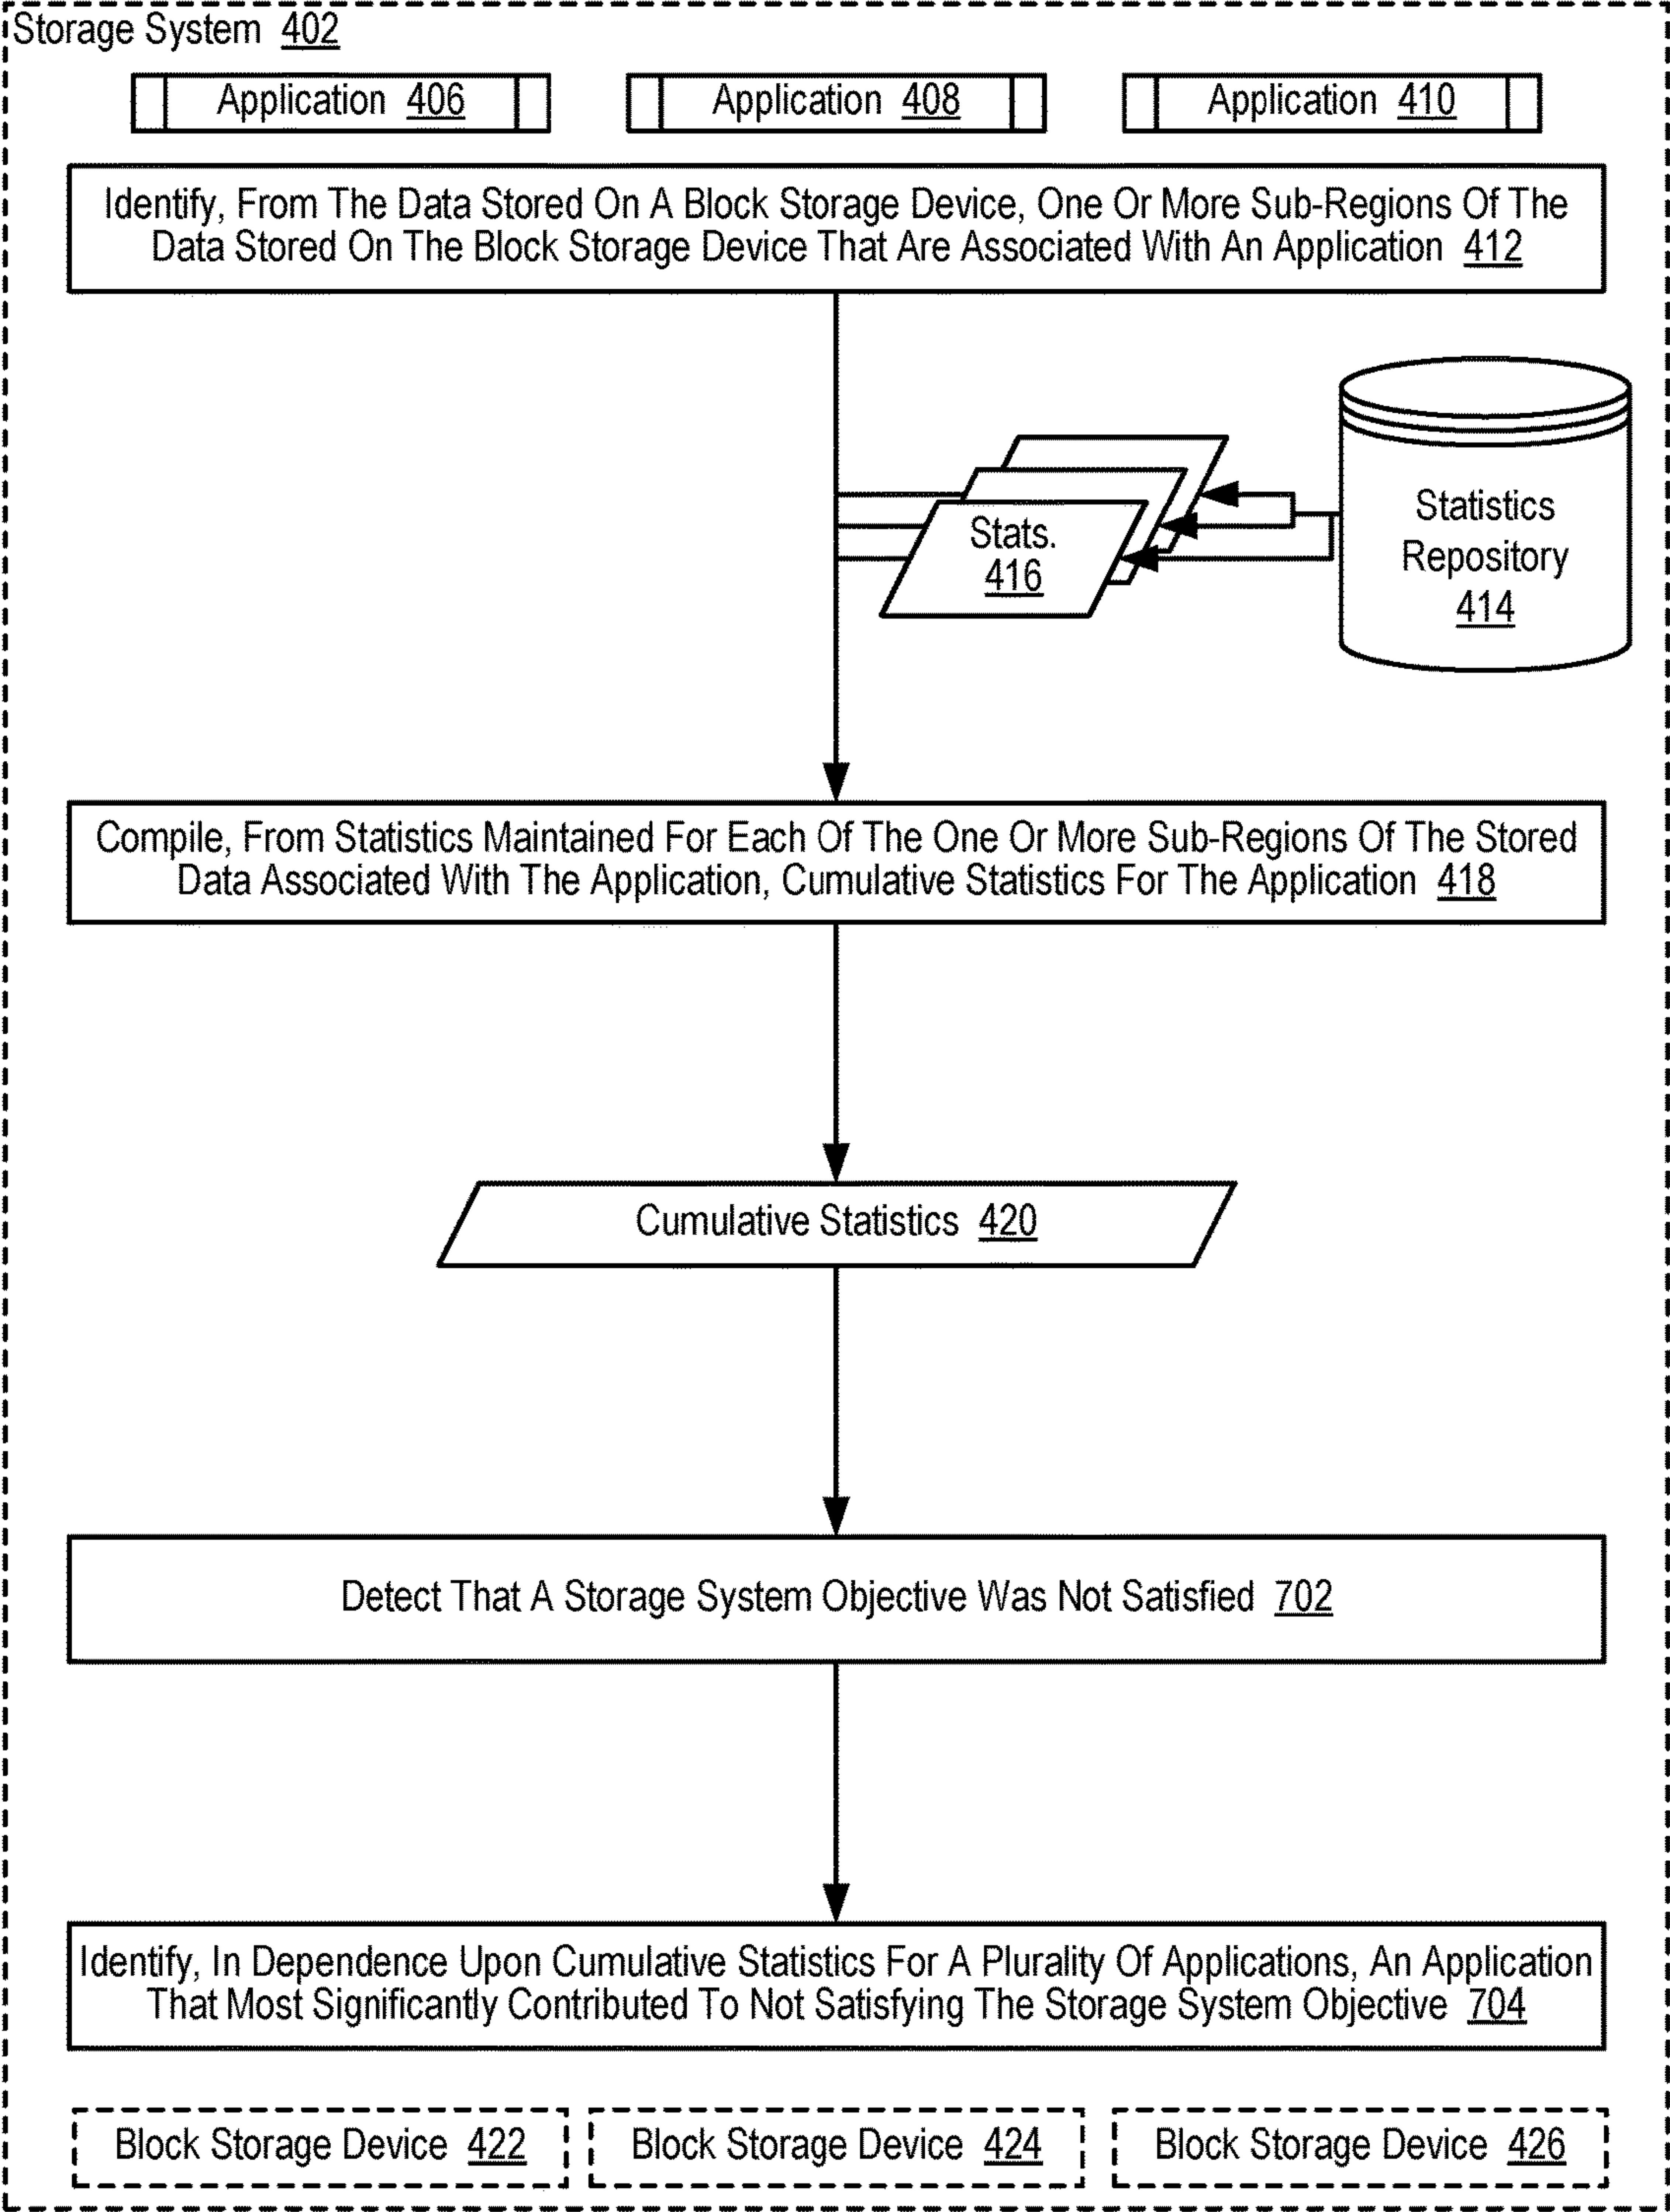 Storage System 402
Application 406
Application 408
Application 410
Identify, From The Data Stored On A Block Storage Device, One Or More Sub-Regions Of The
Data Stored On The Block Storage Device That Are Associated With An Application 412
Stats.
416
Statistics
Repository
414
Compile, From Statistics Maintained For Each Of The One Or More Sub-Regions Of The Stored
Data Associated With The Application, Cumulative Statistics For The Application 418
Cumulative Statistics 420
Detect That A Storage System Objective Was Not Satisfied 702
Identify, In Dependence Upon Cumulative Statistics For A Plurality Of Applications, An Application
That Most Significantly Contributed To Not Satisfying The Storage System Objective 704
Block Storage Device 422
Block Storage Device 424
Block Storage Device 426